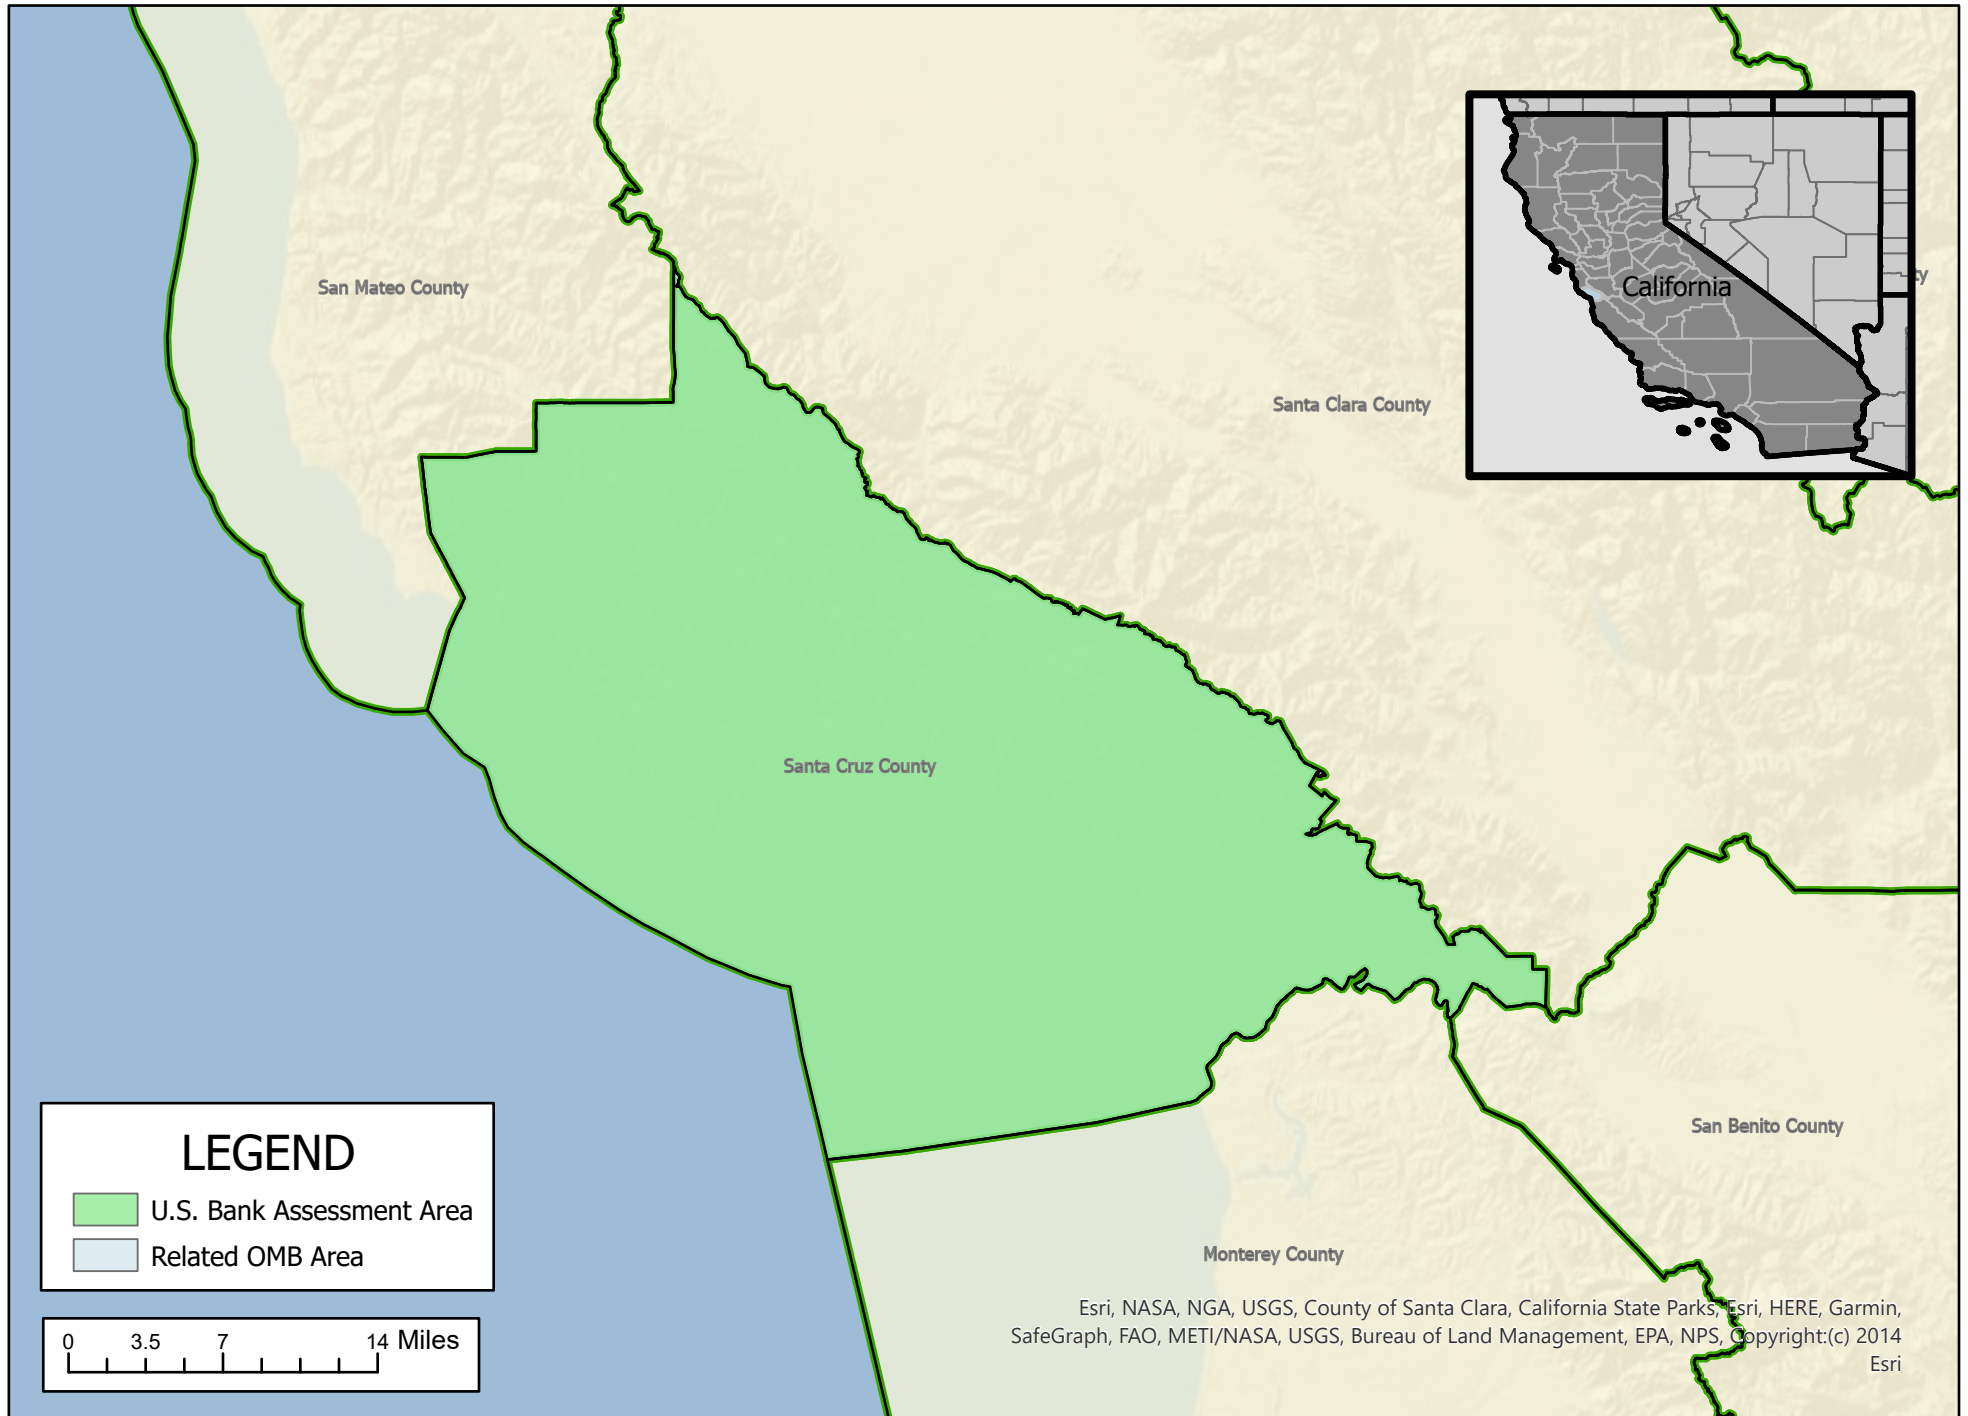 San Mateo County
California
ty
Santa Clara County
Santa Cruz County
San Benito County
Monterey County
LEGEND
U.S. Bank Assessment Area
Related OMB Area
0 3.5 7 14 Miles
Esri, NASA, NGA, USGS, County of Santa Clara, California State Parks, Esri, HERE, Garmin,
SafeGraph, FAO, METI/NASA, USGS, Bureau of Land Management, EPA, NPS, Copyright:(c) 2014
Esri